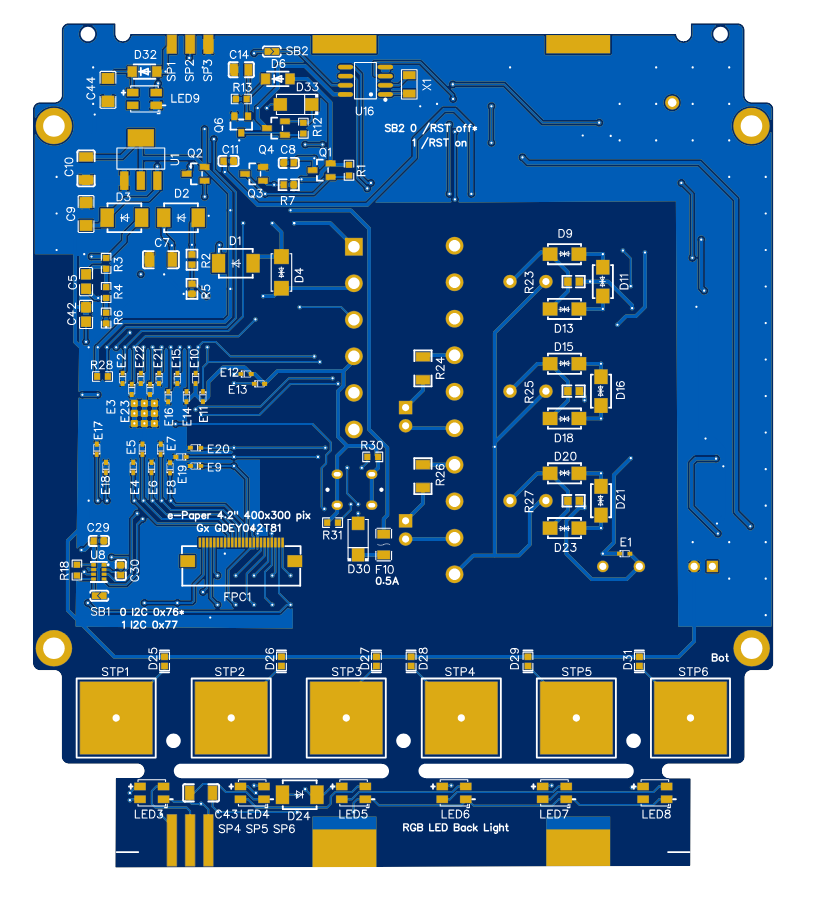 D32
SP1
SP2
SP3
C14
SB2
D6
C44
LED9
R13
D33
U16
X1
Q6
R12
SB2 0 /RST off*
1 /RST on
C10
U1
Q2
C11
Q4
C8
Q1
R1
Q3
R7
C9
D3
D2
C7
D1
D4
R3
R2
C5
R4
R5
C42
R6
D9
R23
D11
D13
R28
E2
E22
E21
E15
E10
E12
E13
R24
D15
R25
D16
D18
E3
E23
E16
E14
E11
E17
E5
E7
E20
E19
E9
E18
E4
E6
E8
R30
R26
D20
R27
D21
D23
e-Paper 4.2" 400x300 pix
Gx GDEY042T81
R31
C29
U8
R18
C30
SB1
FPC1
D30
F10
0.5A
E1
0 I2C 0x76*
1 I2C 0x77
D25
D26
D27
D28
D29
D31
Bot
STP1
STP2
STP3
STP4
STP5
STP6
LED3
C43
LED4
D24
LED5
LED6
LED7
LED8
SP4 SP5 SP6
RGB LED Back Light